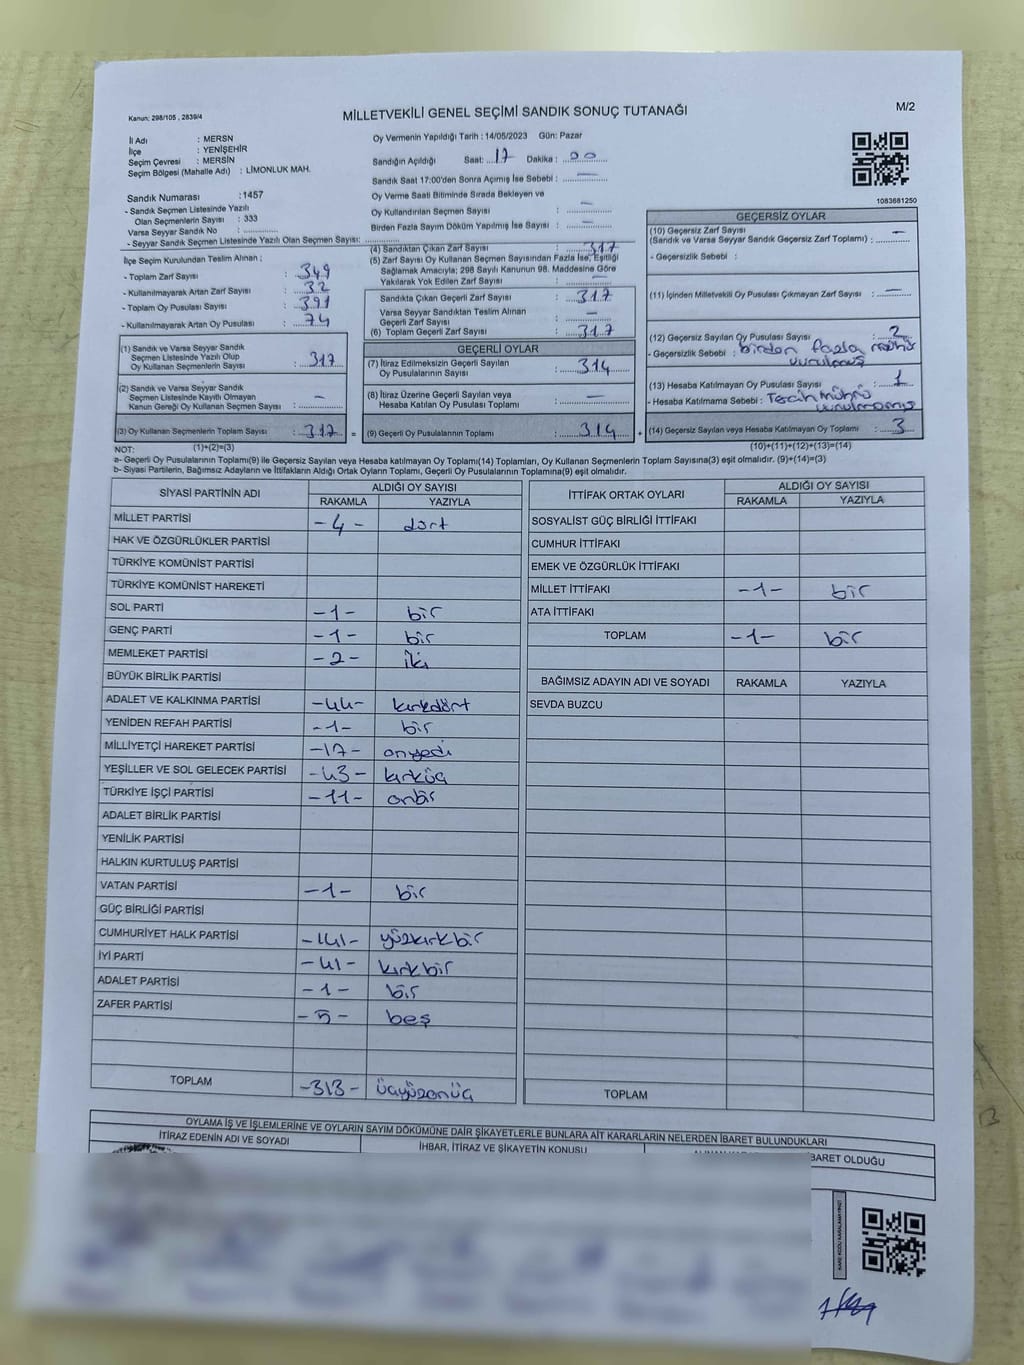 Kanun: 298/105 , 2839/4
MİLLETVEKİLİ GENEL SEÇİMİ SANDIK SONUÇ TUTANAĞI
M/2
İl Adı : MERSN
İlçe : YENİŞEHİR
Seçim Çevresi : MERSİN
Seçim Bölgesi (Mahalle Adı) : LİMONLUK MAH.
Sandık Numarası : 1457
- Sandık Seçmen Listesinde Yazılı
Olan Seçmenlerin Sayısı : 333
Varsa Seyyar Sandık No :
- Seyyar Sandık Seçmen Listesinde Yazılı Olan Seçmen Sayısı:
Oy Vermenin Yapıldığı Tarih : 14/05/2023 Gün: Pazar
Sandığın Açıldığı Saat: 17 Dakika : 00
Sandık Saat 17:00'den Sonra Açımış İse Sebebi : —
Oy Verme Saati Bitiminde Sırada Bekleyen ve
Oy Kullandırılan Seçmen Sayısı : —
Birden Fazla Sayım Döküm Yapılmış İse Sayısı : —
1083681250
İlçe Seçim Kurulundan Teslim Alınan ;
- Toplam Zarf Sayısı : 349
- Kullanılmayarak Artan Zarf Sayısı : 32
- Toplam Oy Pusulası Sayısı : 391
- Kullanılmayarak Artan Oy Pusulası : 74
(1) Sandık ve Varsa Seyyar Sandık
Seçmen Listesinde Yazılı Olup
Oy Kullanan Seçmenlerin Sayısı : 317
(2) Sandık ve Varsa Seyyar Sandık
Seçmen Listesinde Kayıtlı Olmayan
Kanun Gereği Oy Kullanan Seçmen Sayısı : —
(3) Oy Kullanan Seçmenlerin Toplam Sayısı : 317 =
(1)+(2)=(3)
(4) Sandıktan Çıkan Zarf Sayısı : 317
(5) Zarf Sayısı Oy Kullanan Seçmen Sayısından Fazla İse, Eşitliği
Sağlamak Amacıyla; 298 Sayılı Kanunun 98. Maddesine Göre
Yakılarak Yok Edilen Zarf Sayısı : —
Sandıkta Çıkan Geçerli Zarf Sayısı : 317
Varsa Seyyar Sandıktan Teslim Alınan
Geçerli Zarf Sayısı : —
(6) Toplam Geçerli Zarf Sayısı : 317
GEÇERLİ OYLAR
(7) İtiraz Edilmeksizin Geçerli Sayılan
Oy Pusulalarının Sayısı : 314
(8) İtiraz Üzerine Geçerli Sayılan veya
Hesaba Katılan Oy Pusulası Toplamı : —
(9) Geçerli Oy Pusulalarının Toplamı : 314 +
GEÇERSİZ OYLAR
(10) Geçersiz Zarf Sayısı
(Sandık ve Varsa Seyyar Sandık Geçersiz Zarf Toplamı) : —
- Geçersizlik Sebebi :
(11) İçinden Milletvekili Oy Pusulası Çıkmayan Zarf Sayısı : —
(12) Geçersiz Sayılan Oy Pusulası Sayısı : 2
- Geçersizlik Sebebi : birden fazla mühür
vurulmuş
(13) Hesaba Katılmayan Oy Pusulası Sayısı : 1
- Hesaba Katılmama Sebebi : Tercih mührü
vurulmamış
(14) Geçersiz Sayılan veya Hesaba Katılmayan Oy Toplamı : 3
(10)+(11)+(12)+(13)=(14)
NOT:
a- Geçerli Oy Pusulalarının Toplamı(9) ile Geçersiz Sayılan veya Hesaba Katılmayan Oy Toplamı(14) Toplamları, Oy Kullanan Seçmenlerin Toplam Sayısına(3) eşit olmalıdır. (9)+(14)=(3)
b- Siyasi Partilerin, Bağımsız Adayların ve İttifakların Aldığı Ortak Oyların Toplamı, Geçerli Oy Pusulalarının Toplamına(9) eşit olmalıdır.
SİYASİ PARTİNİN ADI ALDIĞI OY SAYISI
RAKAMLA YAZIYLA
MİLLET PARTİSİ -4- dört
HAK VE ÖZGÜRLÜKLER PARTİSİ
TÜRKİYE KOMÜNİST PARTİSİ
TÜRKİYE KOMÜNİST HAREKETİ
SOL PARTİ -1- bir
GENÇ PARTİ -1- bir
MEMLEKET PARTİSİ -2- iki
BÜYÜK BİRLİK PARTİSİ
ADALET VE KALKINMA PARTİSİ -44- kırkdört
YENİDEN REFAH PARTİSİ -1- bir
MİLLİYETÇİ HAREKET PARTİSİ -17- onyedi
YEŞİLLER VE SOL GELECEK PARTİSİ -43- kırküç
TÜRKİYE İŞÇİ PARTİSİ -11- onbir
ADALET BİRLİK PARTİSİ
YENİLİK PARTİSİ
HALKIN KURTULUŞ PARTİSİ
VATAN PARTİSİ -1- bir
GÜÇ BİRLİĞİ PARTİSİ
CUMHURİYET HALK PARTİSİ -141- yüzkırkbir
İYİ PARTİ -41- kırkbir
ADALET PARTİSİ -1- bir
ZAFER PARTİSİ -5- beş
TOPLAM -313- üçyüzonüç
İTTİFAK ORTAK OYLARI ALDIĞI OY SAYISI
RAKAMLA YAZIYLA
SOSYALİST GÜÇ BİRLİĞİ İTTİFAKI
CUMHUR İTTİFAKI
EMEK VE ÖZGÜRLÜK İTTİFAKI
MİLLET İTTİFAKI -1- bir
ATA İTTİFAKI
TOPLAM -1- bir
BAĞIMSIZ ADAYIN ADI VE SOYADI RAKAMLA YAZIYLA
SEVDA BUZCU
TOPLAM
OYLAMA İŞ VE İŞLEMLERİNE VE OYLARIN SAYIM DÖKÜMÜNE DAİR ŞİKAYETLERLE BUNLARA AİT KARARLARIN NELERDEN İBARET BULUNDUKLARI
İTİRAZ EDENİN ADI VE SOYADI
İHBAR, İTİRAZ VE ŞİKAYETİN KONUSU
BARET OLDUĞU
KARE KODU KARALAMAYINIZ!